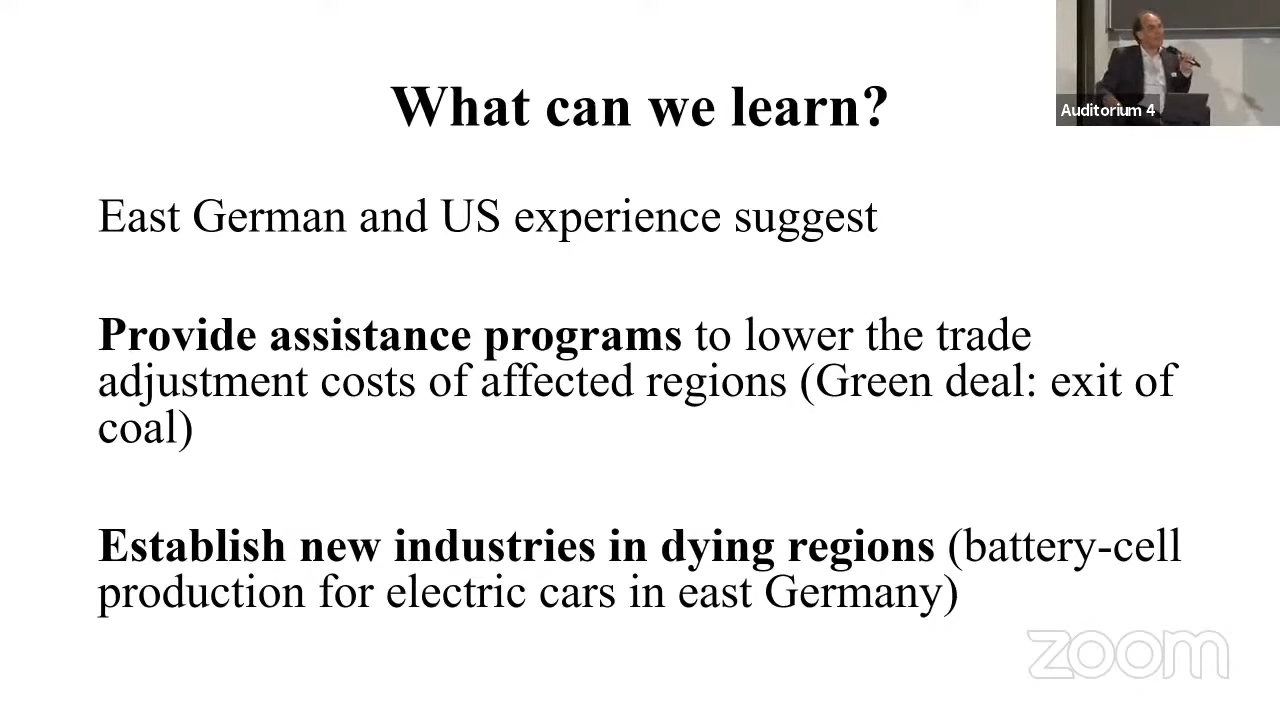 What can we learn?
Auditorium 4
East German and US experience suggest
Provide assistance programs to lower the trade
adjustment costs of affected regions (Green deal: exit of
coal)
Establish new industries in dying regions (battery-cell
production for electric cars in east Germany)
zoom